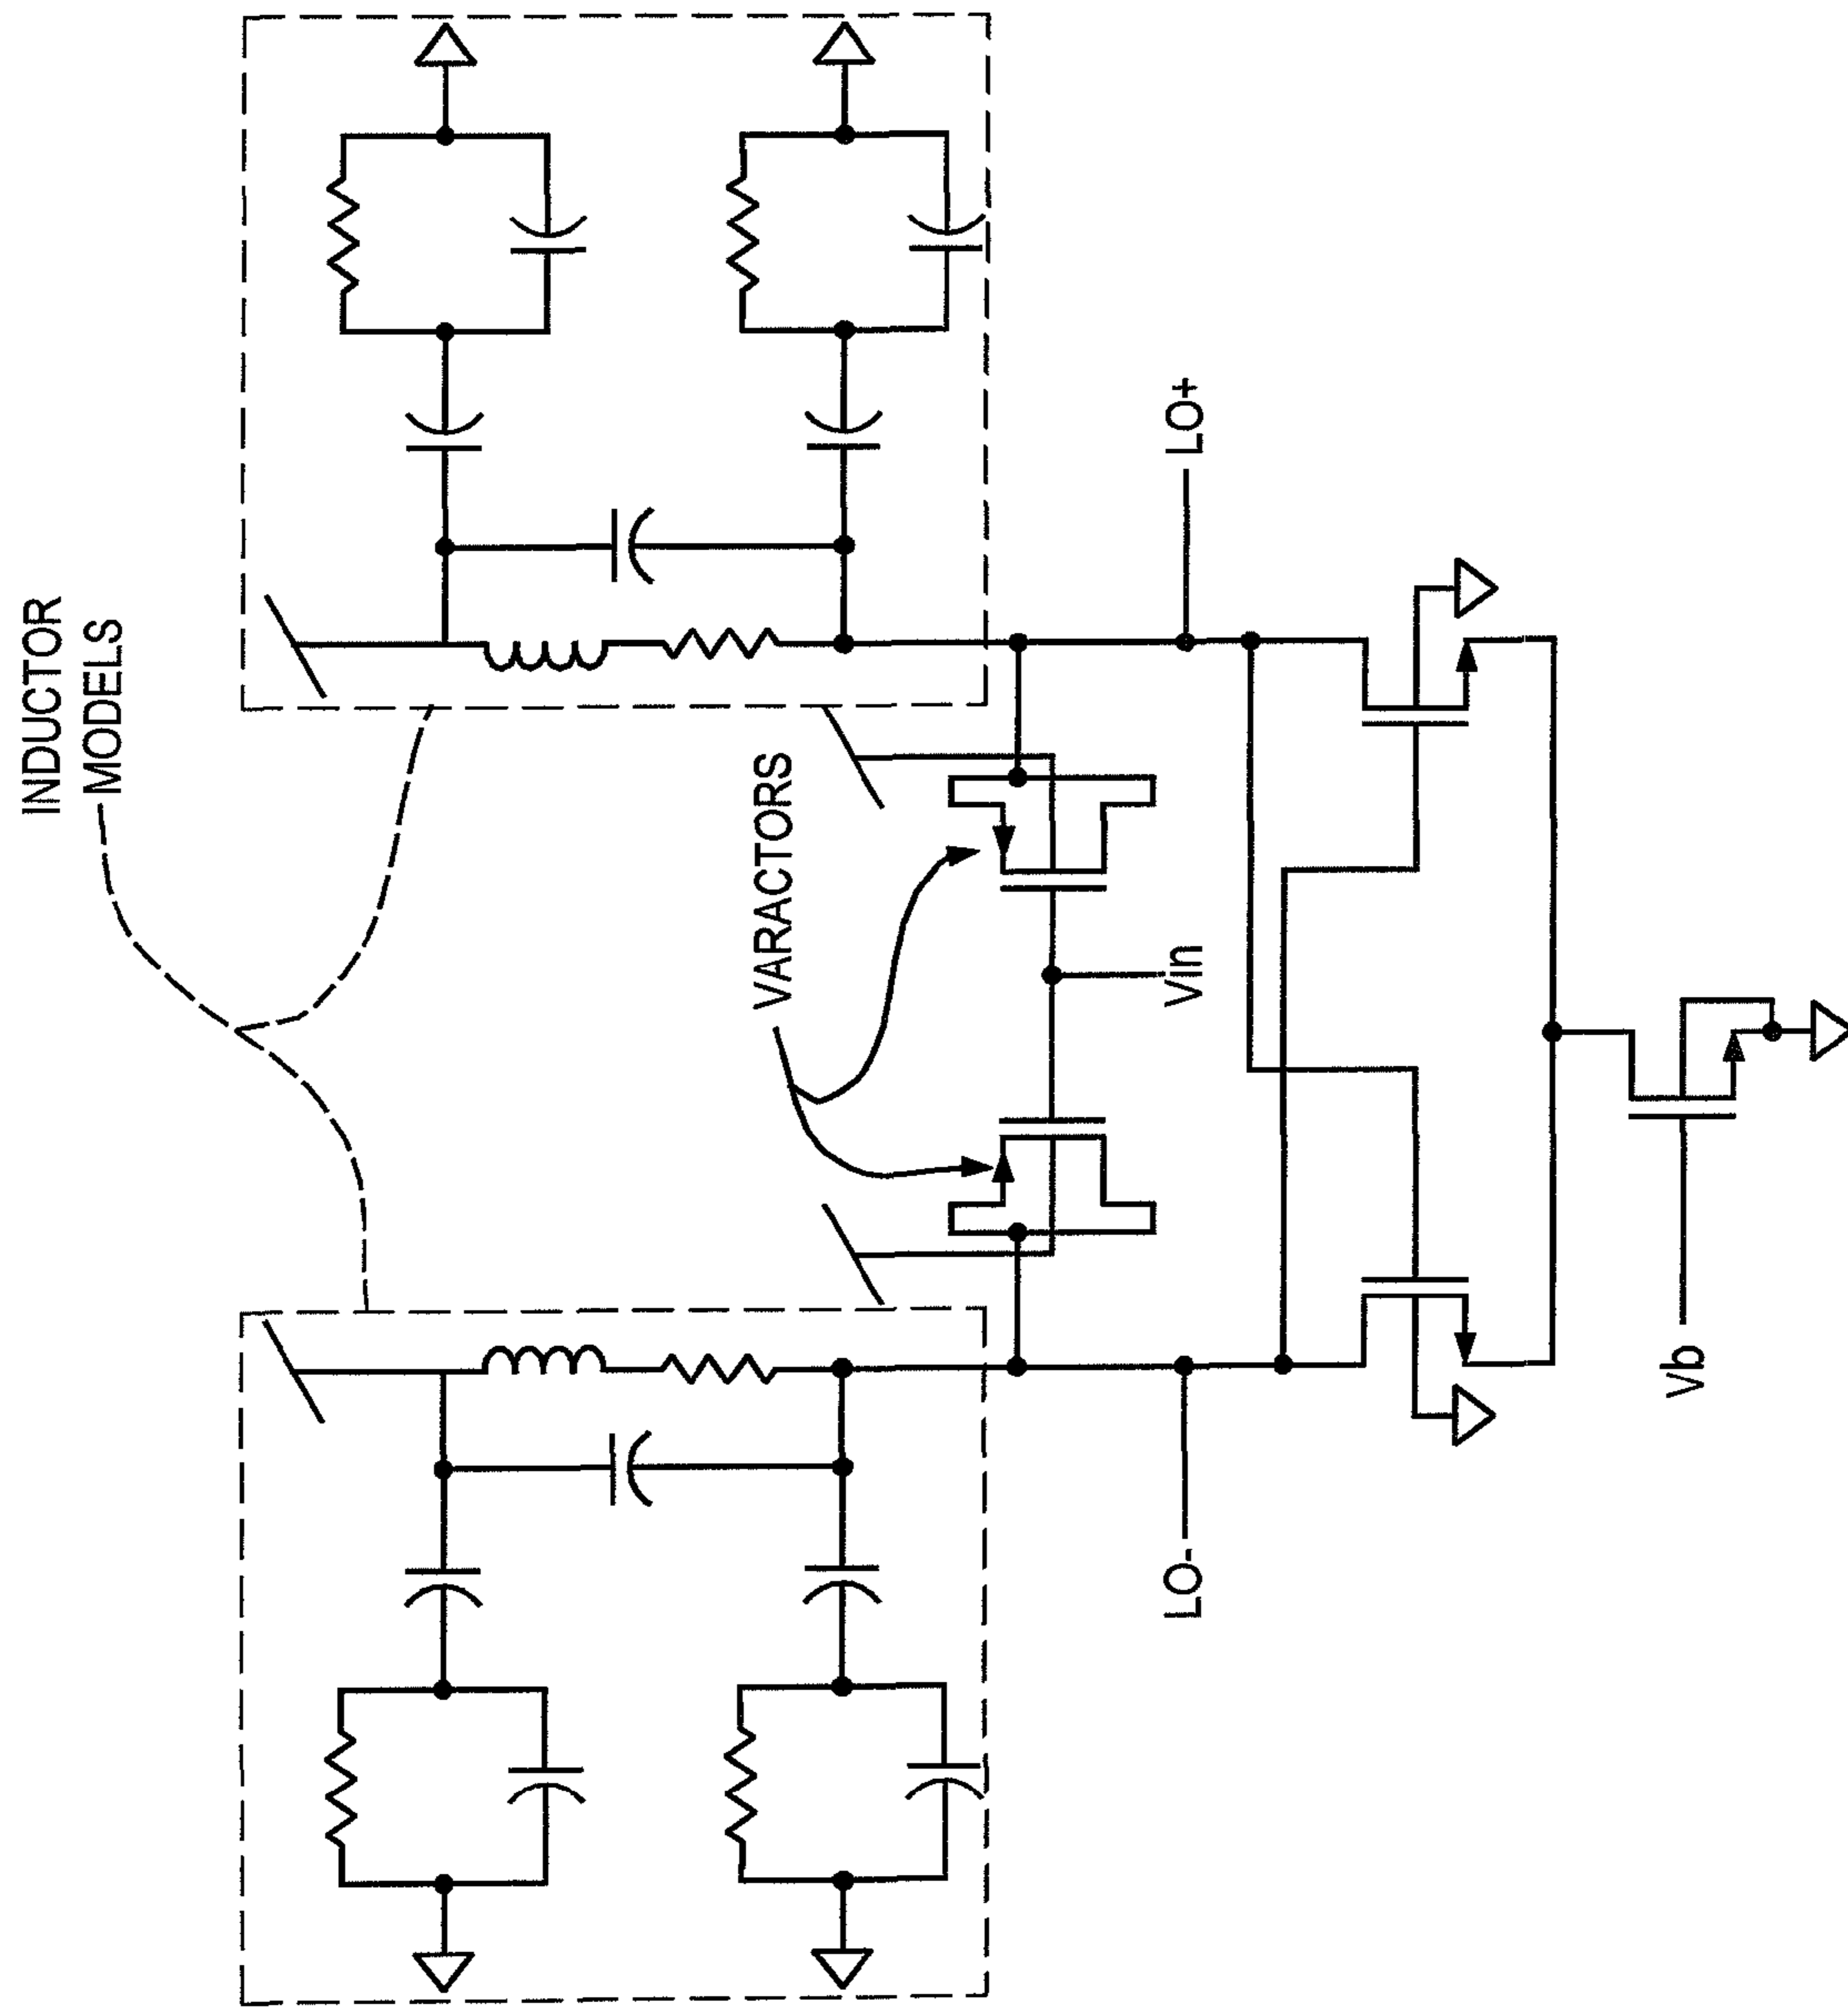 INDUCTOR
MODELS
VARACTORS
LO+
Vin
LO-
Vb